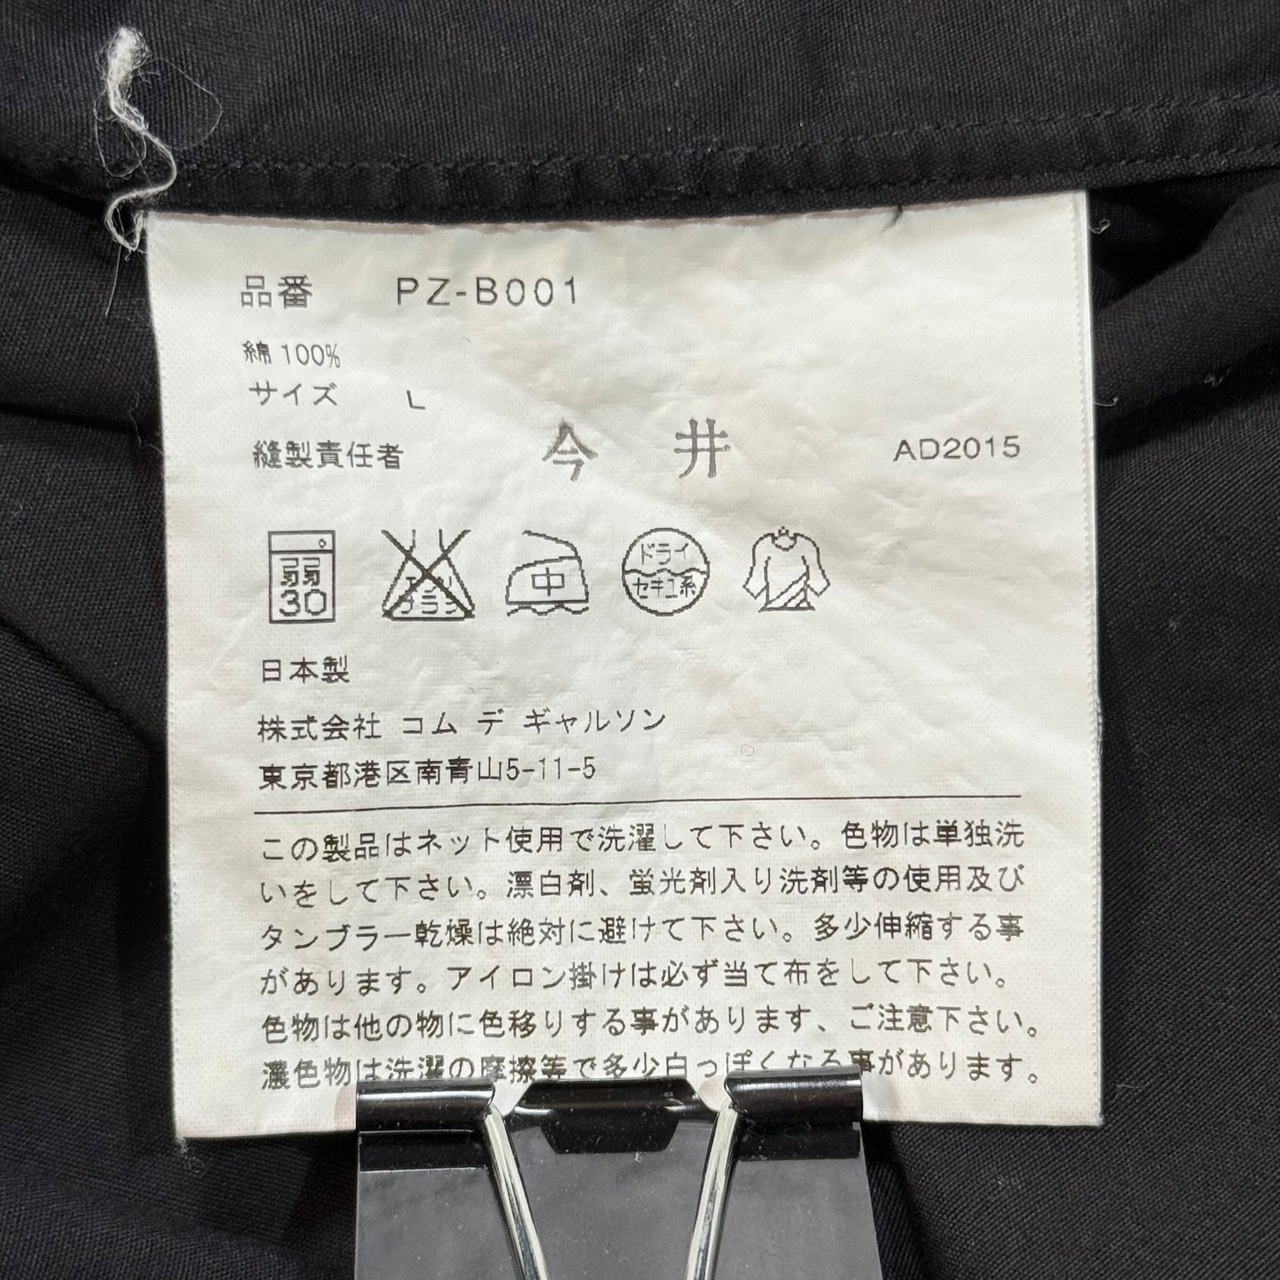 品番 PZ-B001
綿100%
サイズ L
縫製責任者 今井 AD2015
弱 30
エンソ
ブラシ
中
ドライ
セキユ系
日本製
株式会社 コム デ ギャルソン
東京都港区南青山5-11-5
この製品はネット使用で洗濯して下さい。色物は単独洗
いをして下さい。漂白剤、蛍光剤入り洗剤等の使用及び
タンブラー乾燥は絶対に避けて下さい。多少伸縮する事
があります。アイロン掛けは必ず当て布をして下さい。
色物は他の物に色移りする事があります、ご注意下さい。
濃色物は洗濯の摩擦等で多少白っぽくなる事があります。